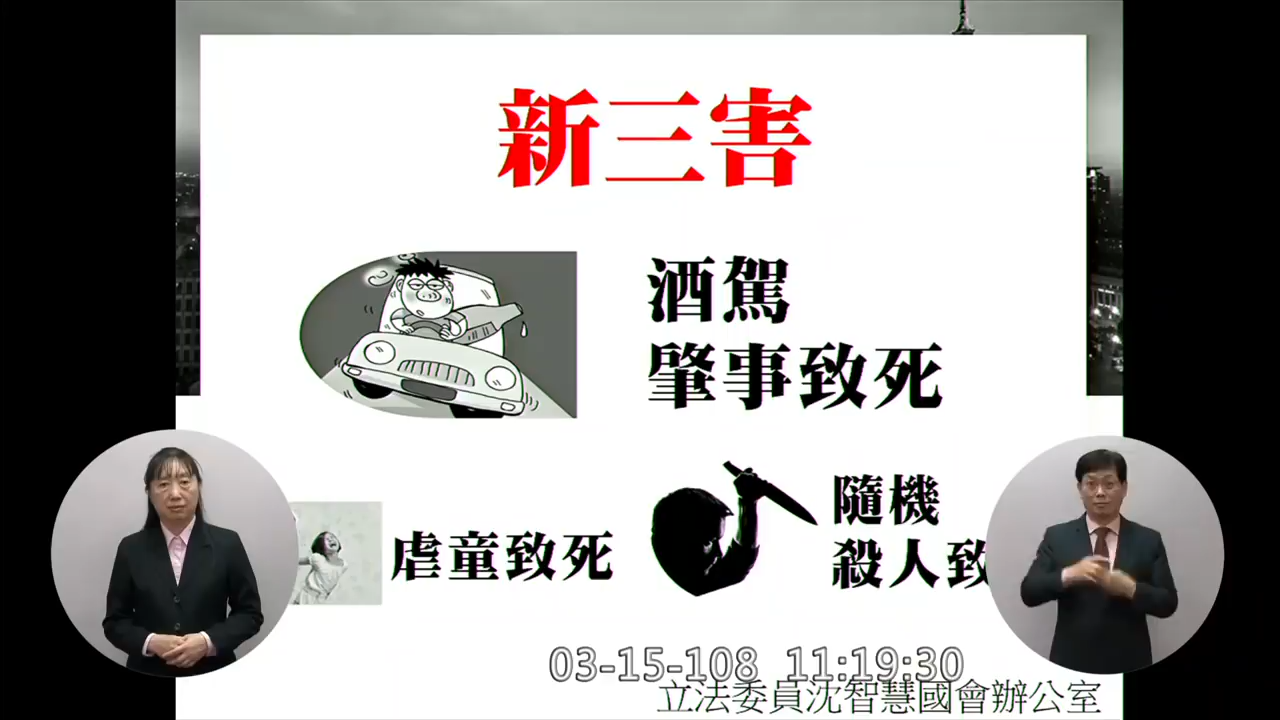 新三害
酒駕
肇事致死
虐童致死
隨機
殺人致
03-15-108 11:19:30
立法委員沈智慧國會辦公室